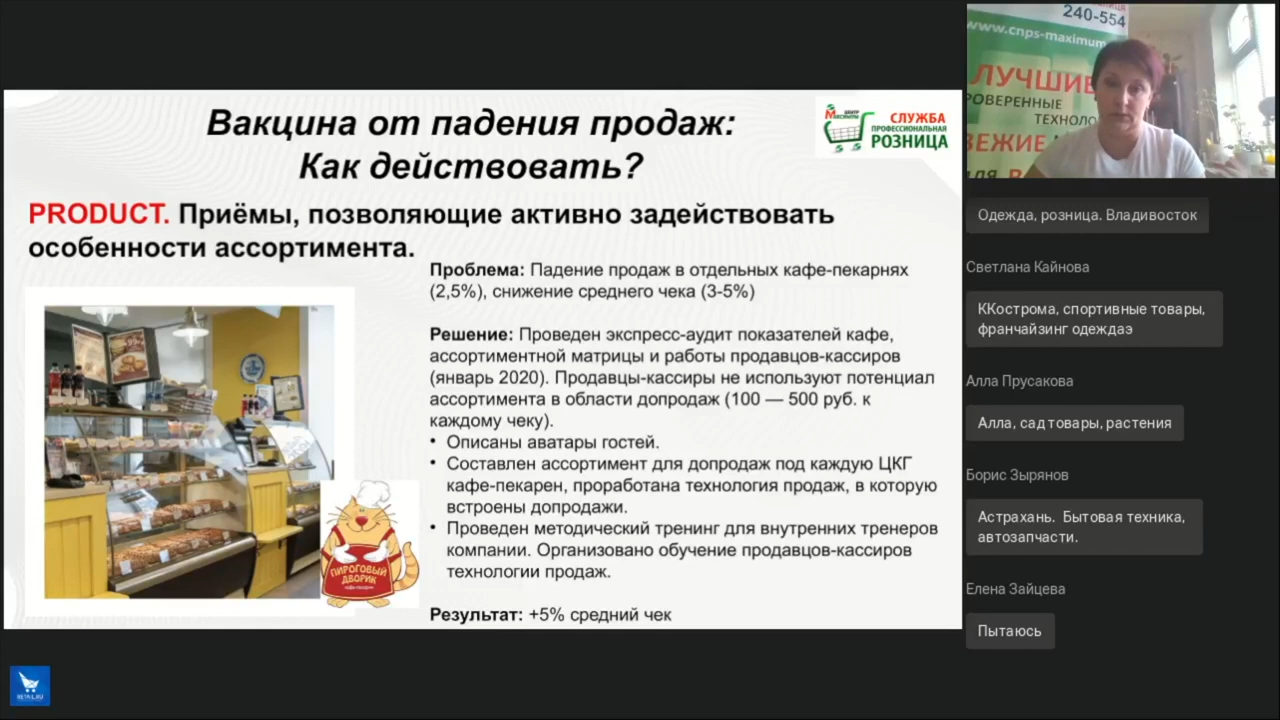 Вакцина от падения продаж:
Как действовать?
М
ЦЕНТР
Максимум
СЛУЖБА
ПРОФЕССИОНАЛЬНАЯ
РОЗНИЦА
PRODUCT. Приёмы, позволяющие активно задействовать
особенности ассортимента.
Проблема: Падение продаж в отдельных кафе-пекарнях
(2,5%), снижение среднего чека (3-5%)
Решение: Проведен экспресс-аудит показателей кафе,
ассортиментной матрицы и работы продавцов-кассиров
(январь 2020). Продавцы-кассиры не используют потенциал
ассортимента в области допродаж (100 — 500 руб. к
каждому чеку).
• Описаны аватары гостей.
• Составлен ассортимент для допродаж под каждую ЦКГ
кафе-пекарен, проработана технология продаж, в которую
встроены допродажи.
• Проведен методический тренинг для внутренних тренеров
компании. Организовано обучение продавцов-кассиров
технологии продаж.
Результат: +5% средний чек
ПИРОГОВЫЙ
ДВОРИК
кафе-пекарни
RETAIL.RU
240-554
www.cnps-maximum
ЛУЧШИЕ
РОВЕРЕННЫЕ
ТЕХНОЛО
ВЕЖИЕ
Одежда, розница. Владивосток
Светлана Кайнова
ККострома, спортивные товары,
франчайзинг одеждаэ
Алла Прусакова
Алла, сад товары, растения
Борис Зырянов
Астрахань. Бытовая техника,
автозапчасти.
Елена Зайцева
Пытаюсь